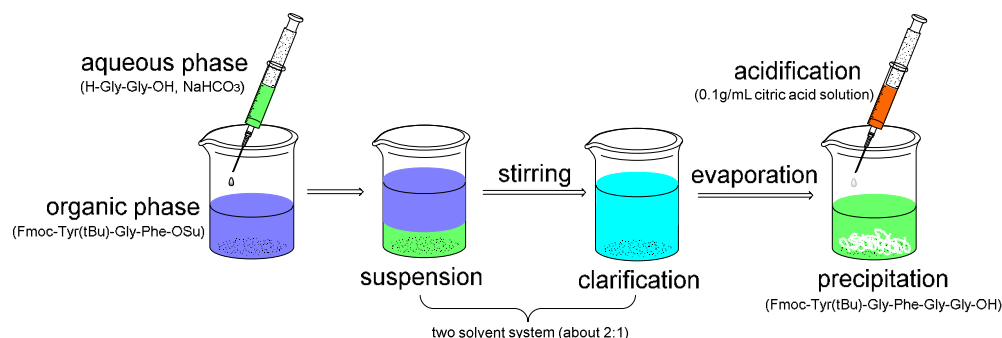 aqueous phase
(H-Gly-Gly-OH, NaHCO3)
acidification
(0.1g/mL citric acid solution)
stirring
evaporation
organic phase
(Fmoc-Tyr(tBu)-Gly-Phe-OSu)
suspension
clarification
precipitation
(Fmoc-Tyr(tBu)-Gly-Phe-Gly-Gly-OH)
two solvent system (about 2:1)